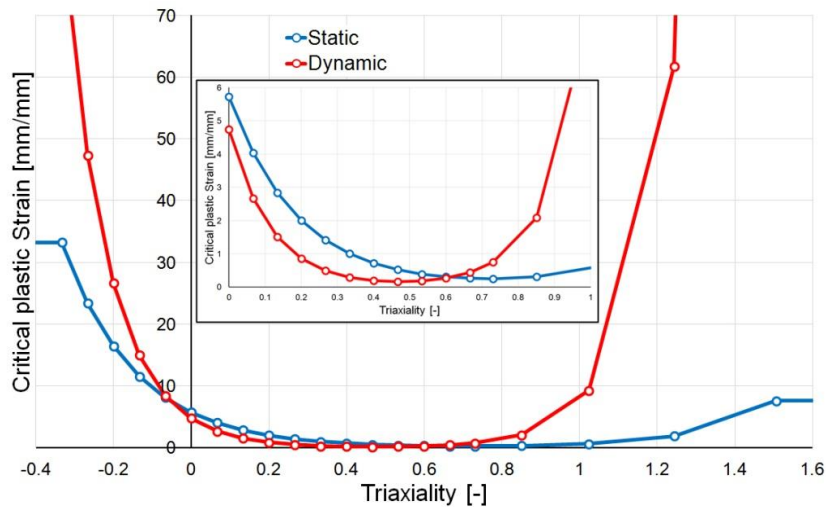 70
60
50
40
30
20
10
0
Critical plastic Strain [mm/mm]
Static
Dynamic
6
5
4
3
2
1
0
Critical plastic Strain [mm/mm]
0 0.1 0.2 0.3 0.4 0.5 0.6 0.7 0.8 0.9 1
Triaxiality [-]
-0.4 -0.2 0 0.2 0.4 0.6 0.8 1 1.2 1.4 1.6
Triaxiality [-]